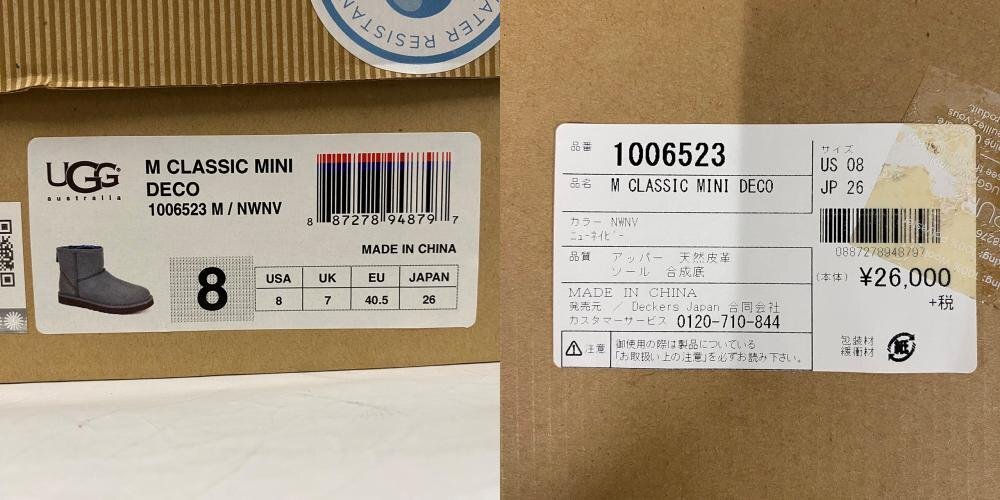 WATER RESISTAN
UGG®
australia
M CLASSIC MINI
DECO
1006523 M / NWNV
8 87278 94879 7
MADE IN CHINA
8
USA UK EU JAPAN
8 7 40.5 26
品番 1006523
品名 M CLASSIC MINI DECO
カラー NWNV
ニューネイビー
品質 アッパー 天然皮革
ソール 合成底
MADE IN CHINA
発売元 / Deckers Japan 合同会社
カスタマーサービス 0120-710-844
注意 御使用の際は製品についている
「お取扱い上の注意」を必ずお読み下さい。
サイズ
US 08
JP 26
0887278948797
(本体) ¥26,000
+税
包装材
緩衝材
紙